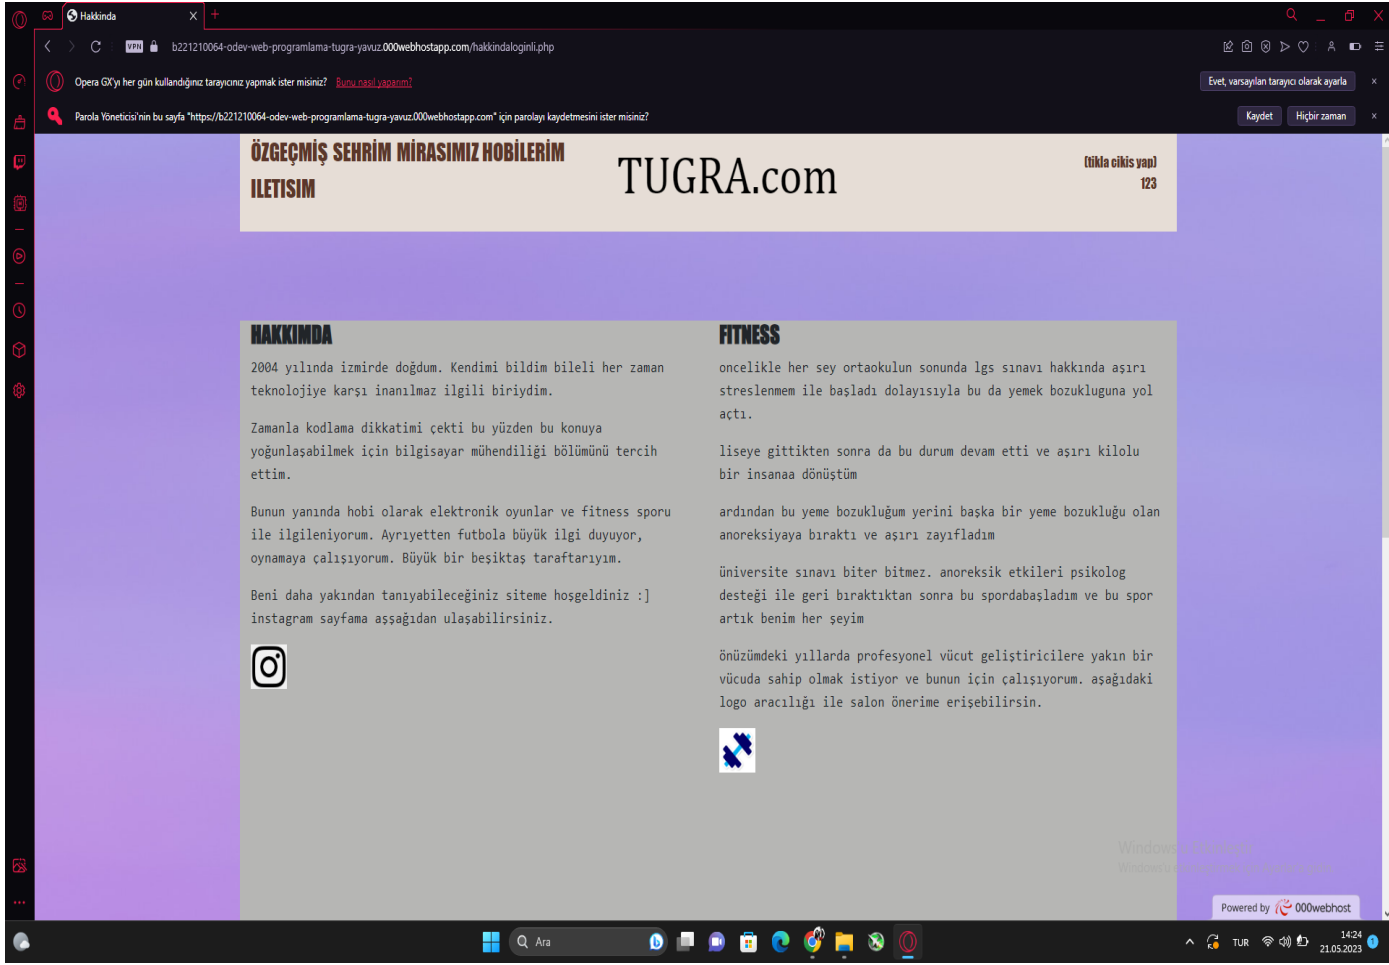 Hakkinda
VPN
b221210064-odev-web-programlama-tugra-yavuz.000webhostapp.com/hakkindaloginli.php
Opera GX'yı her gün kullandığınız tarayıcınız yapmak ister misiniz? Bunu nasıl yaparım?
Evet, varsayılan tarayıcı olarak ayarla
Parola Yöneticisi'nin bu sayfa "https://b221210064-odev-web-programlama-tugra-yavuz.000webhostapp.com" için parolayı kaydetmesini ister misiniz?
Kaydet
Hiçbir zaman
ÖZGEÇMİŞ SEHRİM MİRASIMIZ HOBİLERİM
ILETISIM
TUGRA.com
(tikla cikis yap)
123
HAKKIMDA
2004 yılında izmirde doğdum. Kendimi bildim bileli her zaman
teknolojiye karşı inanılmaz ilgili biriydim.
Zamanla kodlama dikkatimi çekti bu yüzden bu konuya
yoğunlaşabilmek için bilgisayar mühendiliği bölümünü tercih
ettim.
Bunun yanında hobi olarak elektronik oyunlar ve fitness sporu
ile ilgileniyorum. Ayrıyetten futbola büyük ilgi duyuyor,
oynamaya çalışıyorum. Büyük bir beşiktaş taraftarıyım.
Beni daha yakından tanıyabileceğiniz siteme hoşgeldiniz :]
instagram sayfama aşşağıdan ulaşabilirsiniz.
FITNESS
oncelikle her sey ortaokulun sonunda lgs sınavı hakkında aşırı
streslenmem ile başladı dolayısıyla bu da yemek bozukluguna yol
açtı.
liseye gittikten sonra da bu durum devam etti ve aşırı kilolu
bir insanaa dönüştüm
ardından bu yeme bozukluğum yerini başka bir yeme bozukluğu olan
anoreksiyaya bıraktı ve aşırı zayıfladım
üniversite sınavı biter bitmez. anoreksik etkileri psikolog
desteği ile geri bıraktıktan sonra bu spordabaşladım ve bu spor
artık benim her şeyim
önüzümdeki yıllarda profesyonel vücut geliştiricilere yakın bir
vücuda sahip olmak istiyor ve bunun için çalışıyorum. aşağıdaki
logo aracılığı ile salon önerime erişebilirsin.
Windows
Powered by 000webhost
Ara
TUR
14:24
21.05.2023
1